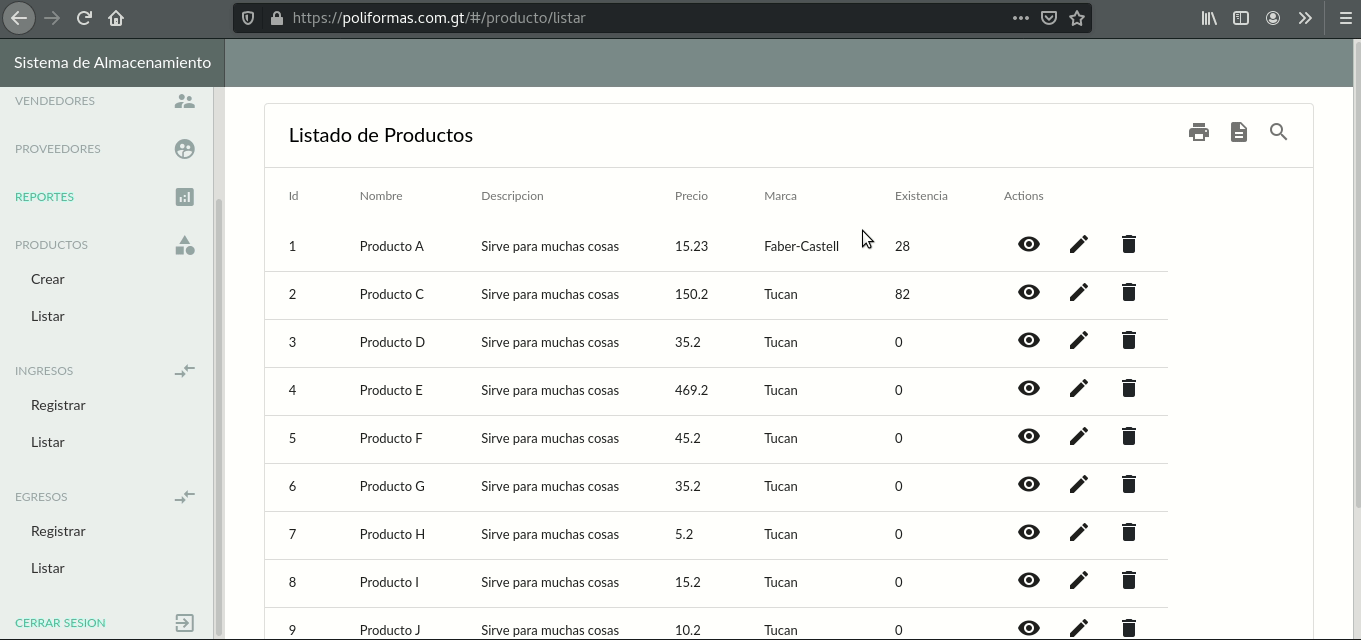 https://poliformas.com.gt/#/producto/listar
Sistema de Almacenamiento
VENDEDORES
PROVEEDORES
REPORTES
PRODUCTOS
Crear
Listar
INGRESOS
Registrar
Listar
EGRESOS
Registrar
Listar
CERRAR SESION
Listado de Productos
Id Nombre Descripcion Precio Marca Existencia Actions
1 Producto A Sirve para muchas cosas 15.23 Faber-Castell 28
2 Producto C Sirve para muchas cosas 150.2 Tucan 82
3 Producto D Sirve para muchas cosas 35.2 Tucan 0
4 Producto E Sirve para muchas cosas 469.2 Tucan 0
5 Producto F Sirve para muchas cosas 45.2 Tucan 0
6 Producto G Sirve para muchas cosas 35.2 Tucan 0
7 Producto H Sirve para muchas cosas 5.2 Tucan 0
8 Producto I Sirve para muchas cosas 15.2 Tucan 0
9 Producto J Sirve para muchas cosas 10.2 Tucan 0